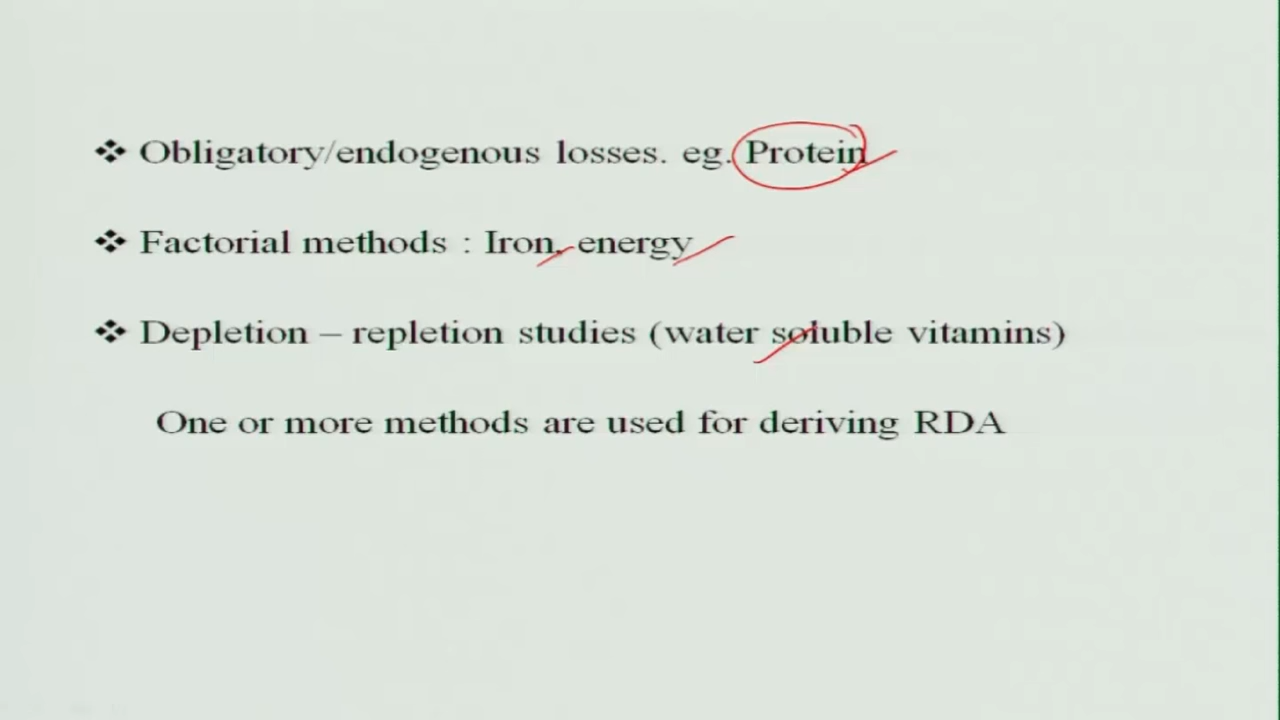 ❖ Obligatory/endogenous losses. eg. Protein
❖ Factorial methods : Iron, energy
❖ Depletion – repletion studies (water soluble vitamins)
One or more methods are used for deriving RDA